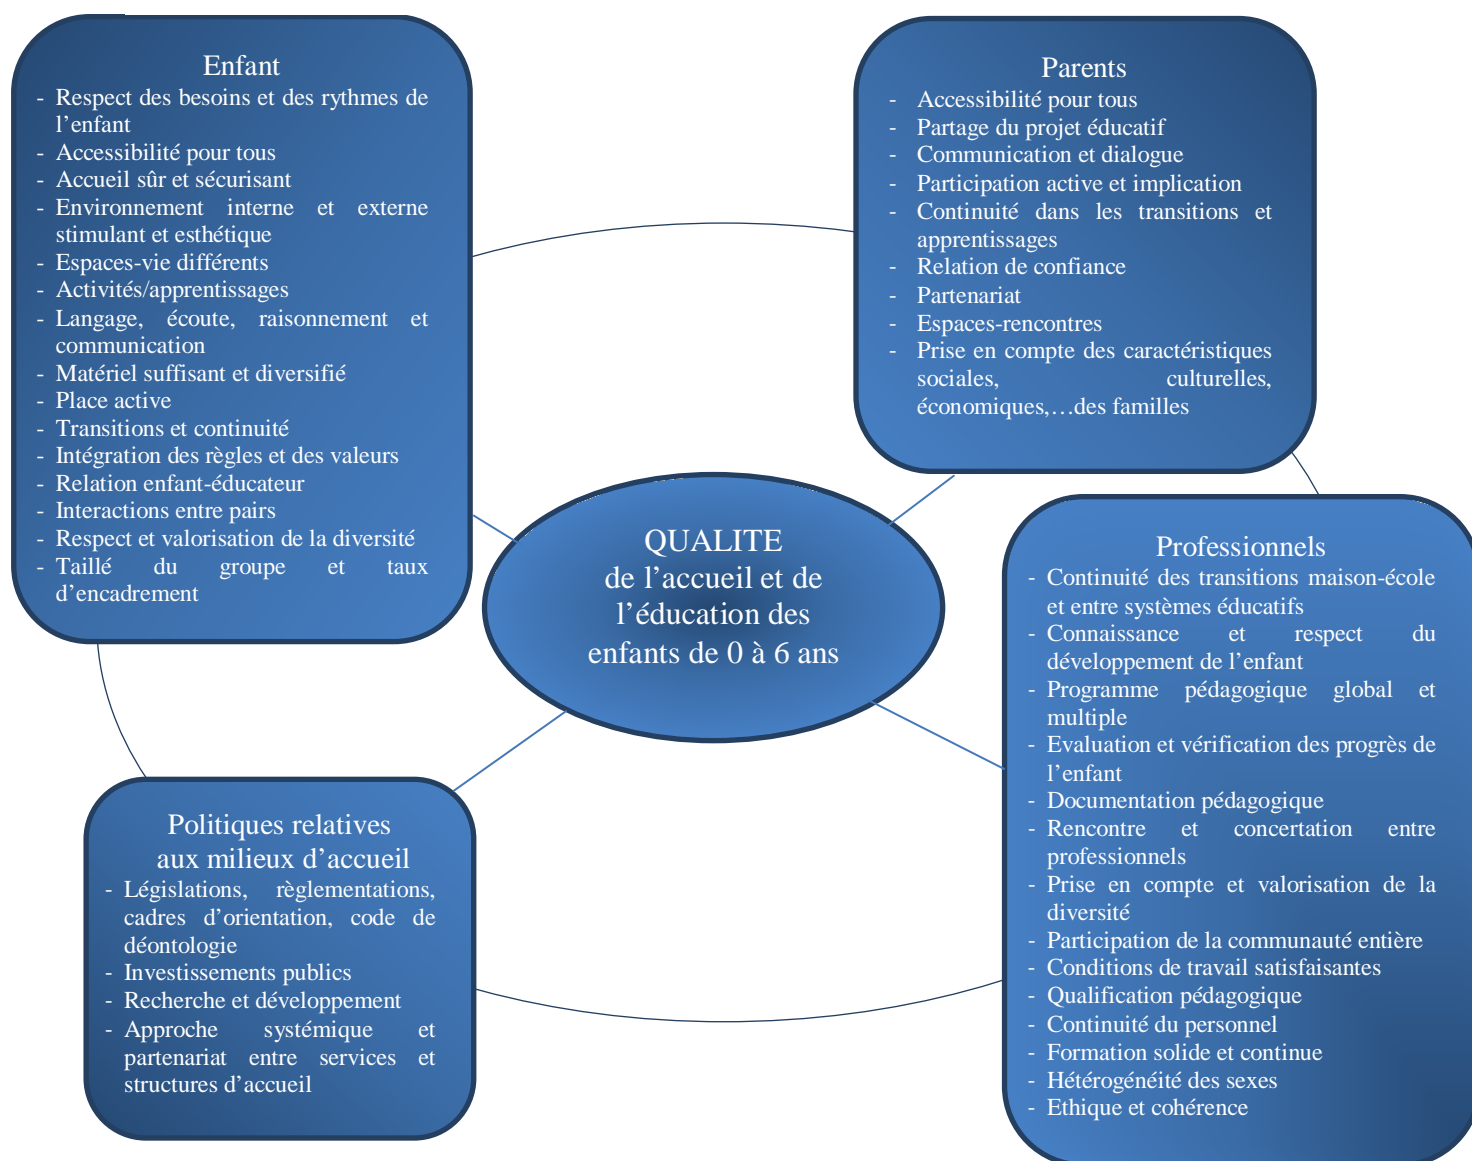 Enfant
- Respect des besoins et des rythmes de
l’enfant
- Accessibilité pour tous
- Accueil sûr et sécurisant
- Environnement interne et externe
stimulant et esthétique
- Espaces-vie différents
- Activités/apprentissages
- Langage, écoute, raisonnement et
communication
- Matériel suffisant et diversifié
- Place active
- Transitions et continuité
- Intégration des règles et des valeurs
- Relation enfant-éducateur
- Interactions entre pairs
- Respect et valorisation de la diversité
- Taillé du groupe et taux
d’encadrement
Parents
- Accessibilité pour tous
- Partage du projet éducatif
- Communication et dialogue
- Participation active et implication
- Continuité dans les transitions et
apprentissages
- Relation de confiance
- Partenariat
- Espaces-rencontres
- Prise en compte des caractéristiques
sociales, culturelles,
économiques,…des familles
QUALITE
de l’accueil et de
l’éducation des
enfants de 0 à 6 ans
Professionnels
- Continuité des transitions maison-école
et entre systèmes éducatifs
- Connaissance et respect du
développement de l’enfant
- Programme pédagogique global et
multiple
- Evaluation et vérification des progrès de
l’enfant
- Documentation pédagogique
- Rencontre et concertation entre
professionnels
- Prise en compte et valorisation de la
diversité
- Participation de la communauté entière
- Conditions de travail satisfaisantes
- Qualification pédagogique
- Continuité du personnel
- Formation solide et continue
- Hétérogénéité des sexes
- Ethique et cohérence
Politiques relatives
aux milieux d’accueil
- Législations, règlementations,
cadres d’orientation, code de
déontologie
- Investissements publics
- Recherche et développement
- Approche systémique et
partenariat entre services et
structures d’accueil